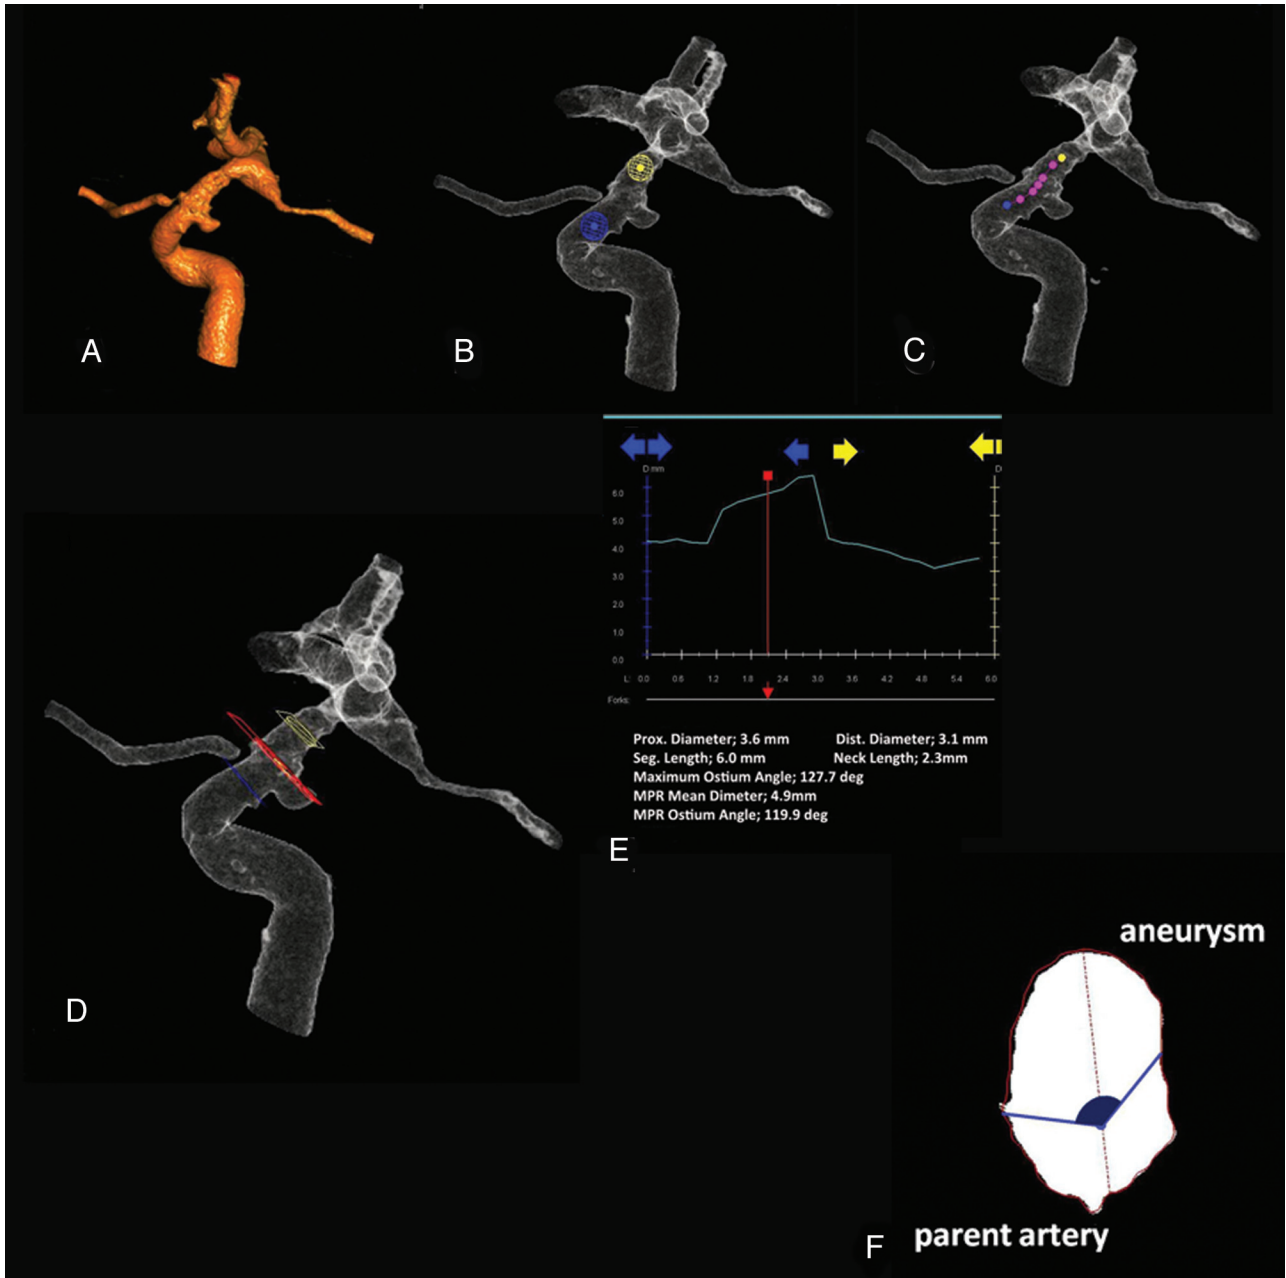 A
B
C
D mm
D
6.0
5.0
4.0
3.0
2.0
1.0
0.0
L: 0.0 0.6 1.2 1.8 2.4 3.0 3.6 4.2 4.8 5.4 6.0
Forks:
Prox. Diameter; 3.6 mm Dist. Diameter; 3.1 mm
Seg. Length; 6.0 mm Neck Length; 2.3mm
Maximum Ostium Angle; 127.7 deg
MPR Mean Dimeter; 4.9mm
MPR Ostium Angle; 119.9 deg
E
D
aneurysm
parent artery
F